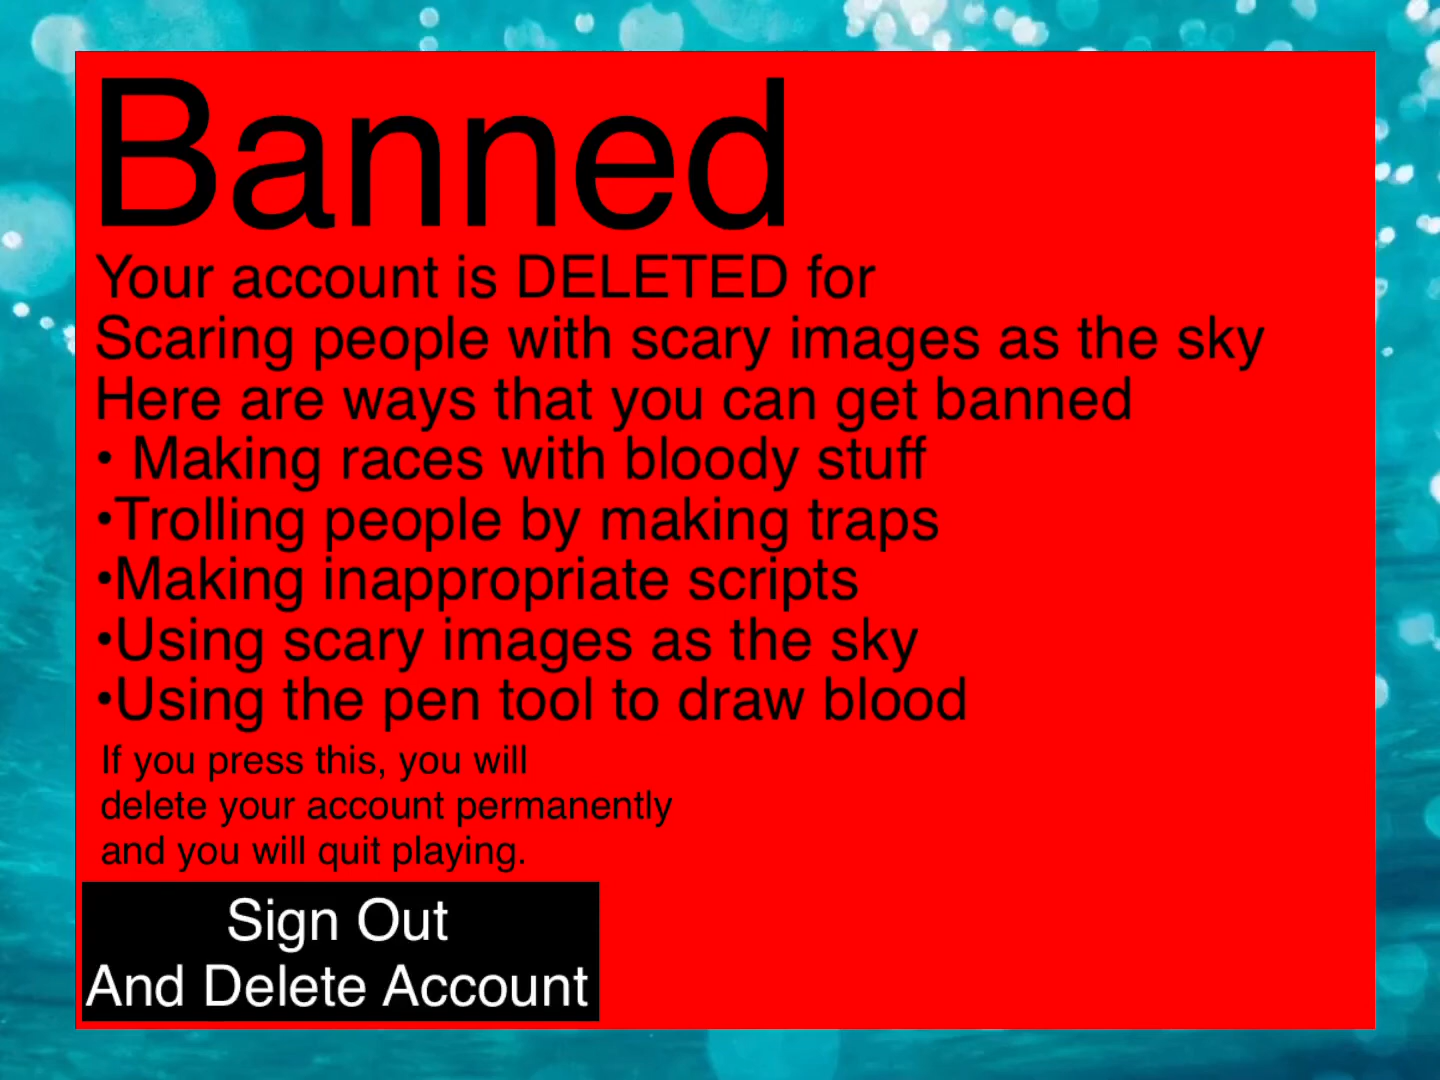 Banned
Your account is DELETED for
Scaring people with scary images as the sky
Here are ways that you can get banned
• Making races with bloody stuff
•Trolling people by making traps
•Making inappropriate scripts
•Using scary images as the sky
•Using the pen tool to draw blood
If you press this, you will
delete your account permanently
and you will quit playing.
Sign Out
And Delete Account